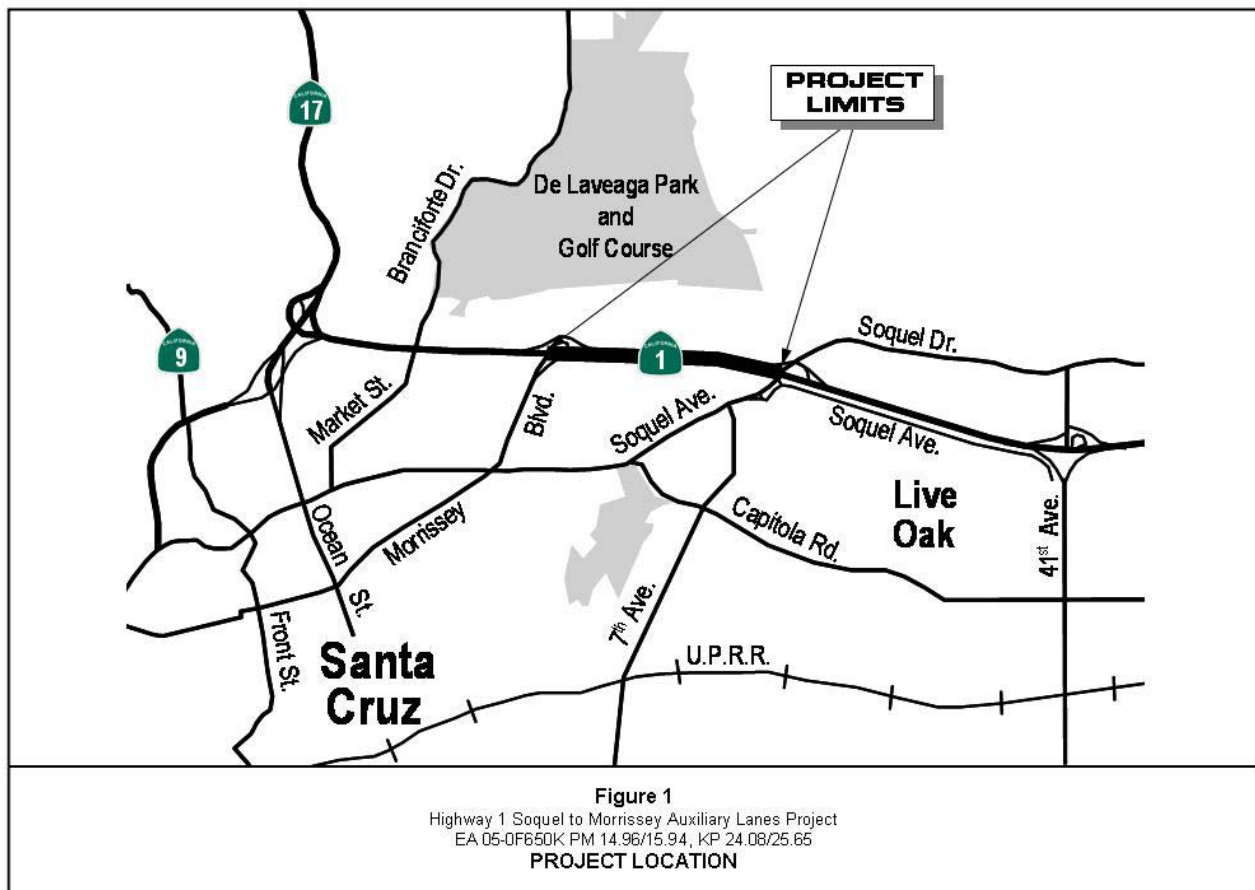 CALIFORNIA
17
PROJECT
LIMITS
De Laveaga Park
and
Golf Course
Branciforte Dr.
CALIFORNIA
9
CALIFORNIA
1
Soquel Dr.
Market St.
Blvd.
Soquel Ave.
Soquel Ave.
Live
Oak
Capitola Rd.
41st Ave.
Ocean
St.
Morrissey
7th Ave.
Front St.
Santa
Cruz
U.P.R.R.
Figure 1
Highway 1 Soquel to Morrissey Auxiliary Lanes Project
EA 05-0F650K PM 14.96/15.94, KP 24.08/25.65
PROJECT LOCATION